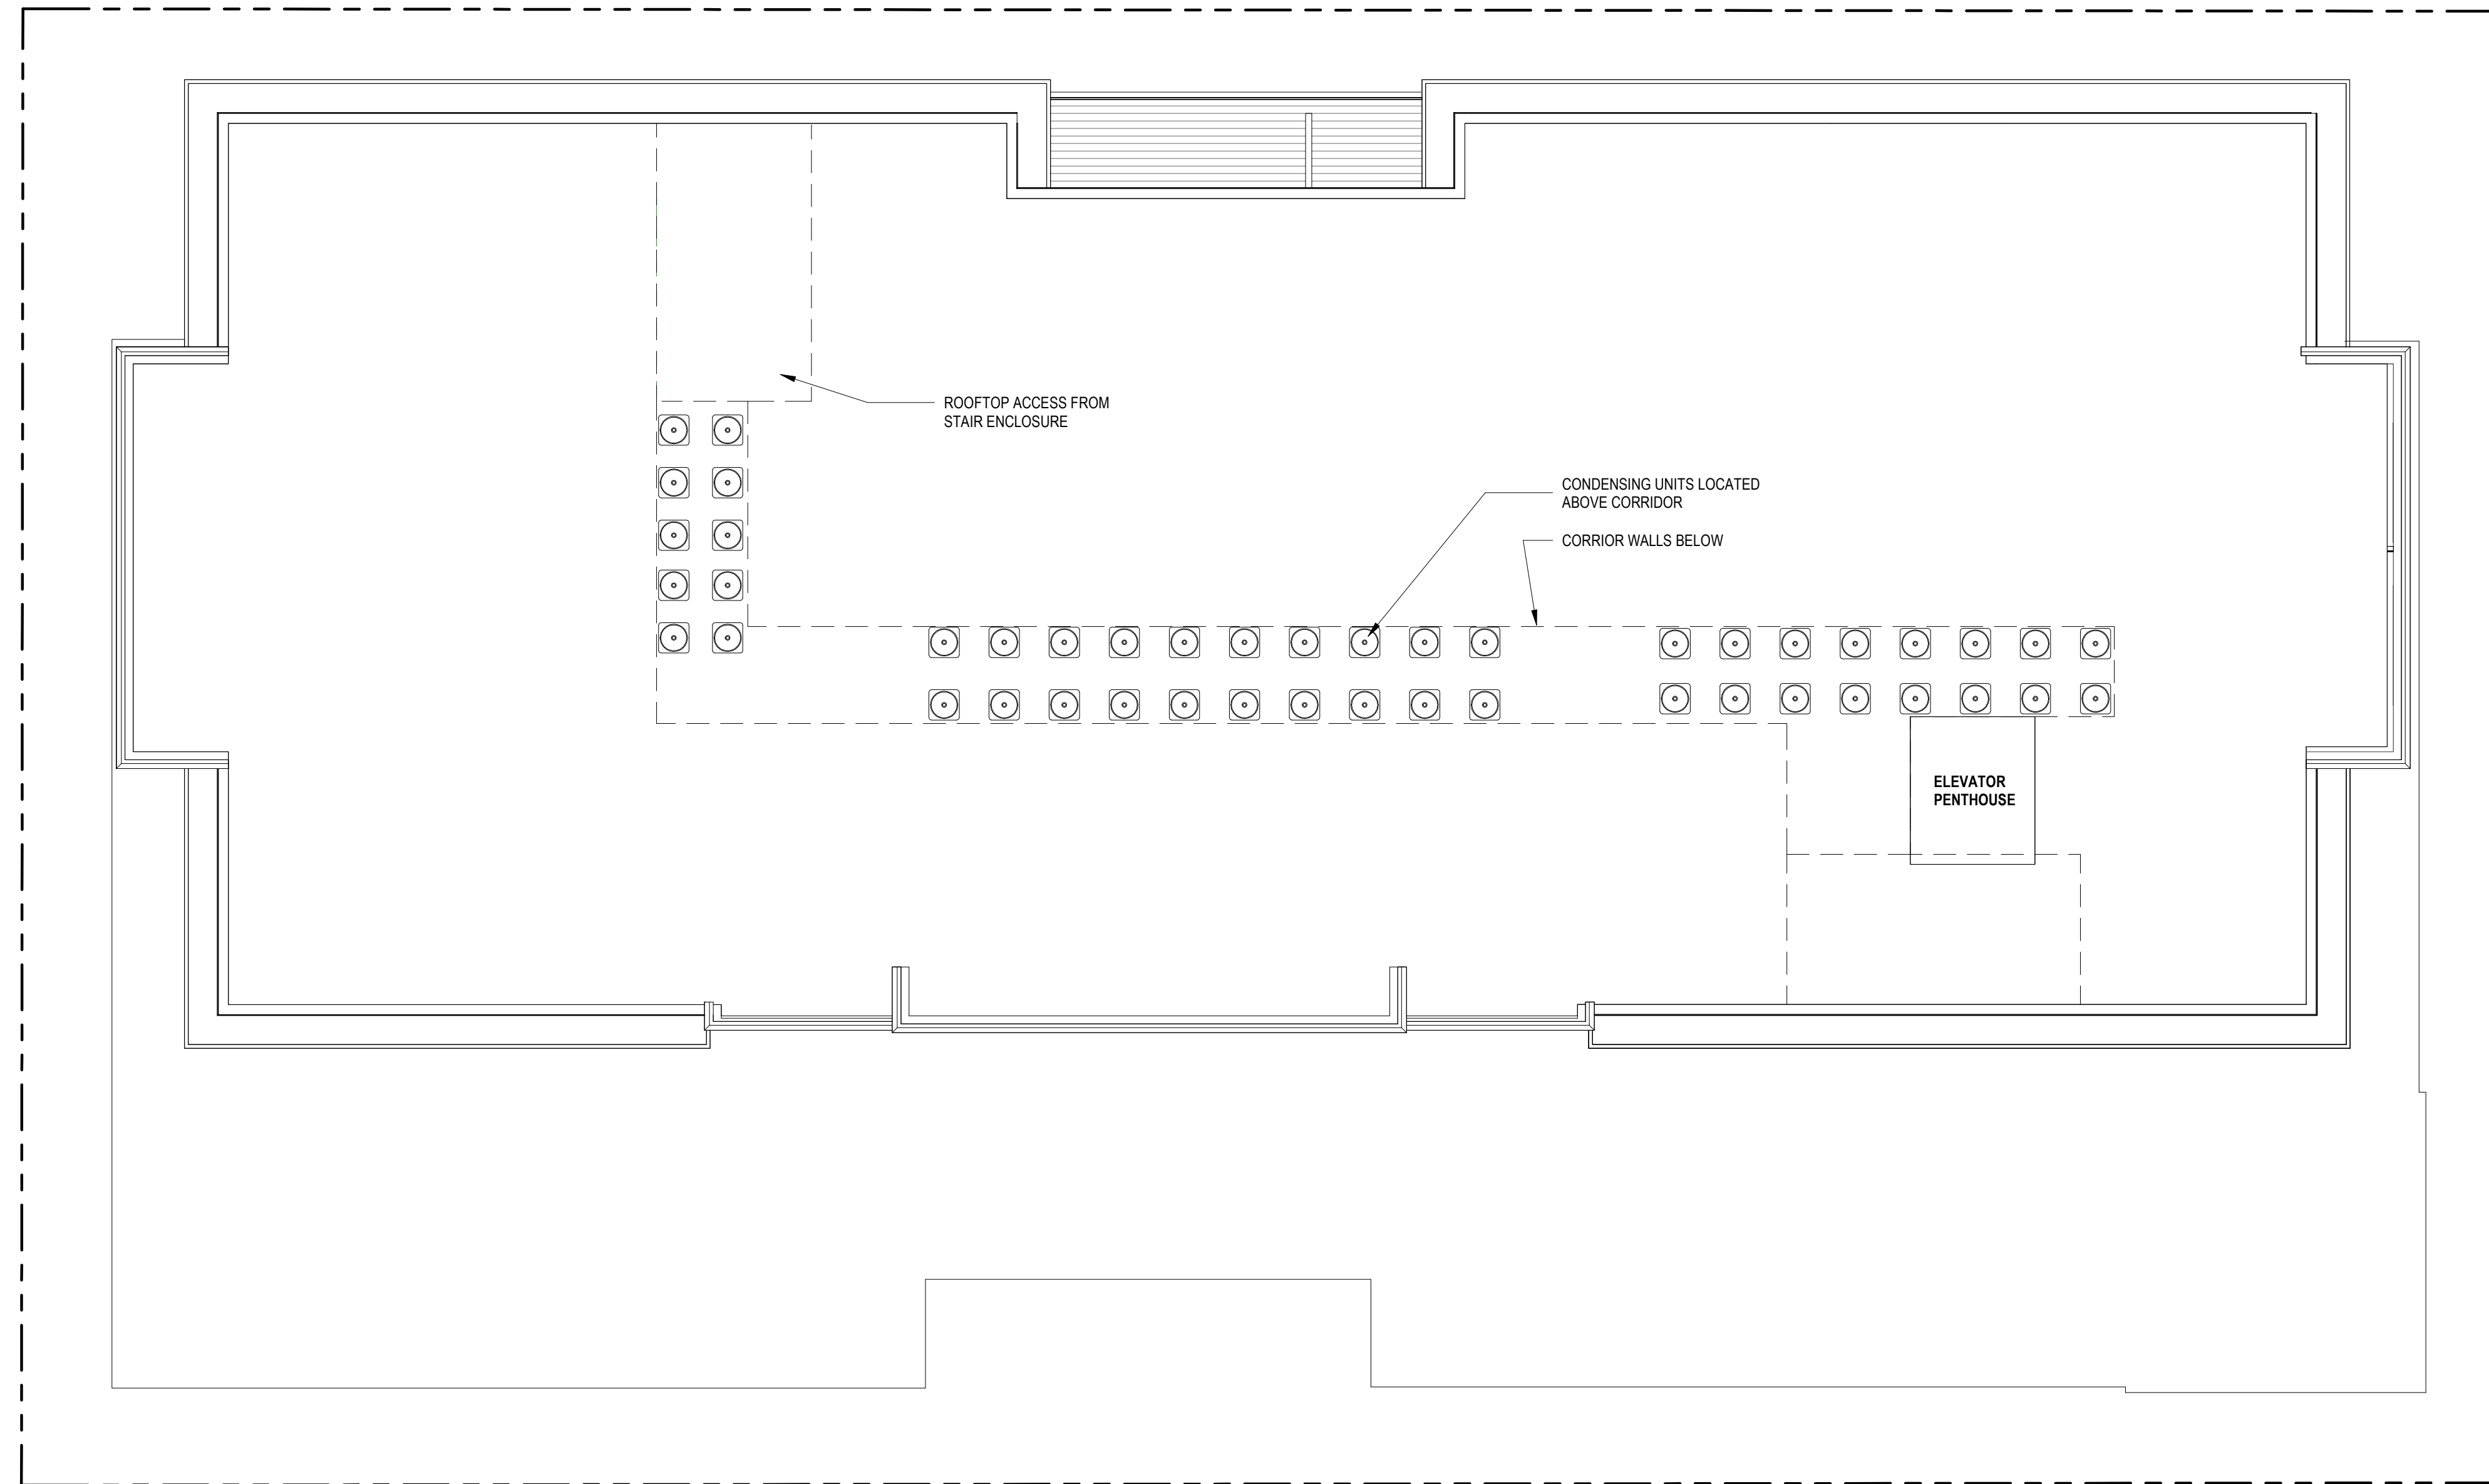 ROOFTOP ACCESS FROM
STAIR ENCLOSURE
CONDENSING UNITS LOCATED
ABOVE CORRIDOR
CORRIOR WALLS BELOW
ELEVATOR
PENTHOUSE